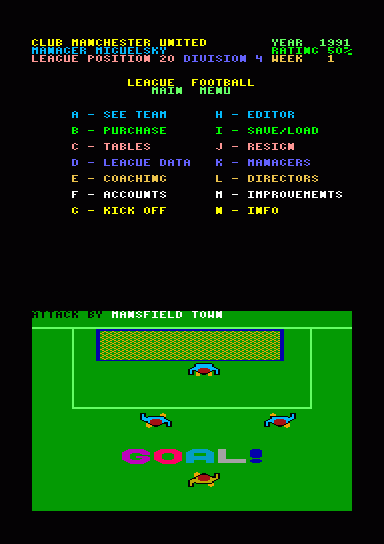 CLUB MANCHESTER UNITED YEAR 1991
MANAGER MIGUELSKY RATING 50%
LEAGUE POSITION 20 DIVISION 4 WEEK 1
LEAGUE FOOTBALL
MAIN MENU
A - SEE TEAM H - EDITOR
B - PURCHASE I - SAVE/LOAD
C - TABLES J - RESIGN
D - LEAGUE DATA K - MANAGERS
E - COACHING L - DIRECTORS
F - ACCOUNTS M - IMPROVEMENTS
G - KICK OFF N - INFO
ATTACK BY MANSFIELD TOWN
GOAL!